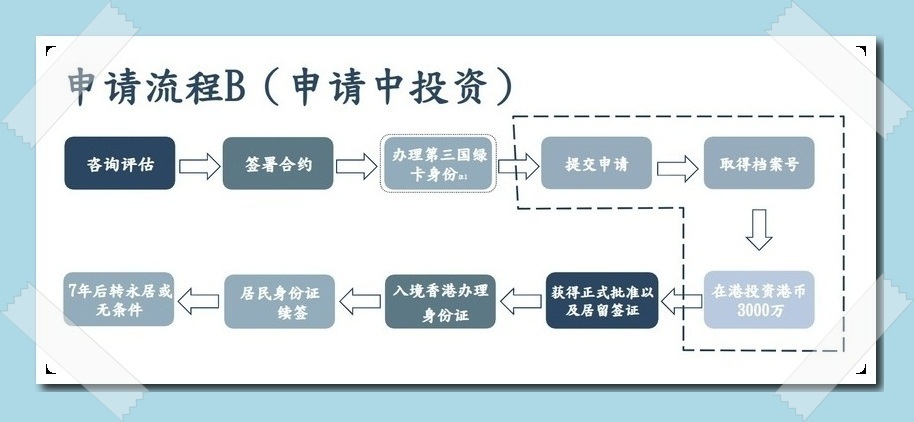 申请流程B（申请中投资）
咨询评估
签署合约
办理第三国绿
卡身份注1
提交申请
取得档案号
在港投资港币
3000万
获得正式批准以
及居留签证
入境香港办理
身份证
居民身份证
续签
7年后转永居或
无条件